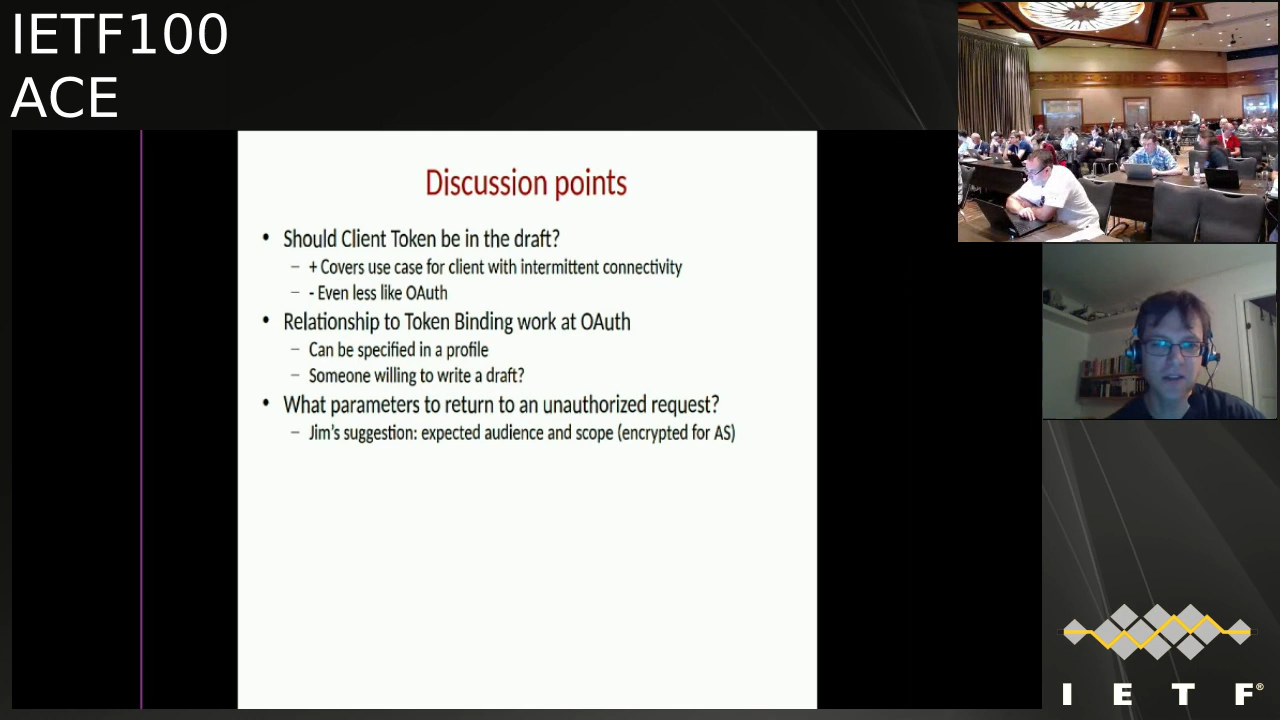 IETF100
ACE
Discussion points
• Should Client Token be in the draft?
– + Covers use case for client with intermittent connectivity
– - Even less like OAuth
• Relationship to Token Binding work at OAuth
– Can be specified in a profile
– Someone willing to write a draft?
• What parameters to return to an unauthorized request?
– Jim's suggestion: expected audience and scope (encrypted for AS)
I E T F®